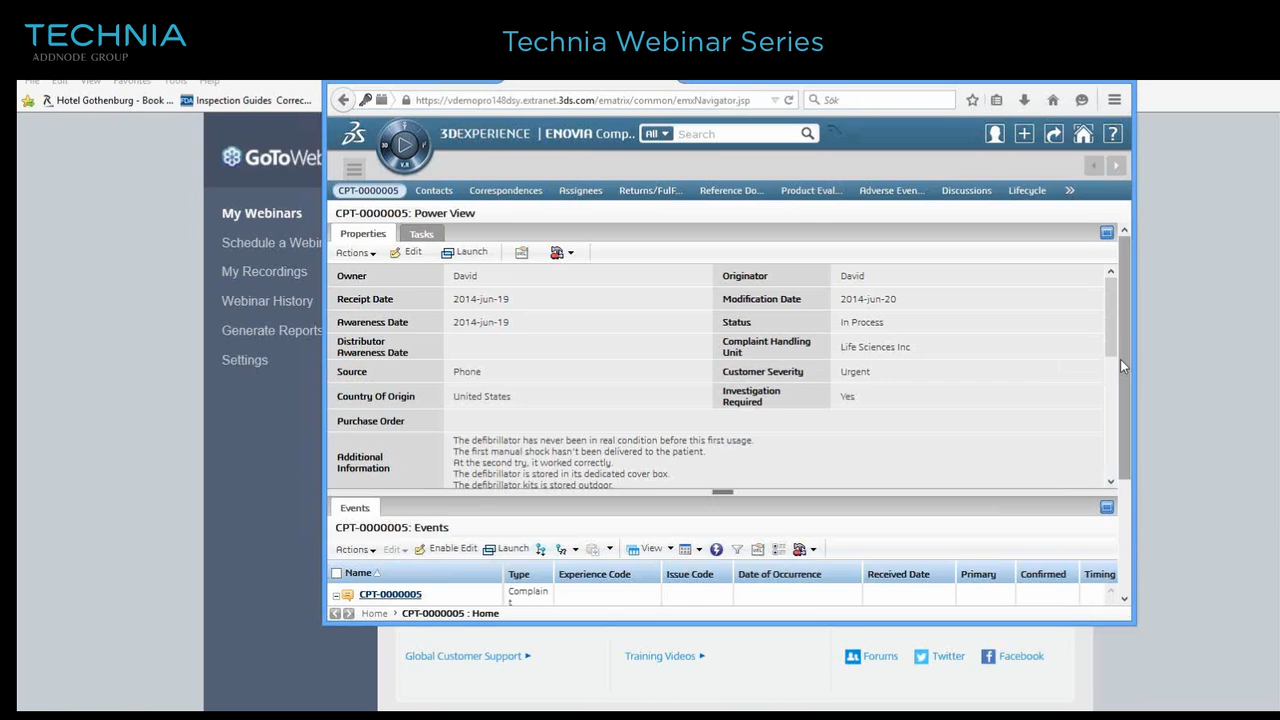 TECHNIA
ADDNODE GROUP
Technia Webinar Series
File Edit View Favorites Tools Help
Hotel Gothenburg - Book ... FDA Inspection Guides Correc...
https://vdemopro148dsy.extranet.3ds.com/ematrix/common/emxNavigator.jsp
Sök
GoToWeb
3DEXPERIENCE | ENOVIA Comp..
All Search
My Webinars
Schedule a Webi
My Recordings
Webinar History
Generate Reports
Settings
CPT-0000005 Contacts Correspondences Assignees Returns/FulF... Reference Do... Product Eval... Adverse Even... Discussions Lifecycle
CPT-0000005: Power View
Properties Tasks
Actions Edit Launch
Owner David Originator David
Receipt Date 2014-jun-19 Modification Date 2014-jun-20
Awareness Date 2014-jun-19 Status In Process
Distributor Awareness Date Complaint Handling Unit Life Sciences Inc
Source Phone Customer Severity Urgent
Country Of Origin United States Investigation Required Yes
Purchase Order
Additional Information
The defibrillator has never been in real condition before this first usage.
The first manual shock hasn't been delivered to the patient.
At the second try, it worked correctly.
The defibrillator is stored in its dedicated cover box.
The defibrillator kits is stored outdoor.
Events
CPT-0000005: Events
Actions Edit Enable Edit Launch View
Name Type Experience Code Issue Code Date of Occurrence Received Date Primary Confirmed Timing
CPT-0000005 Complain
t
Home > CPT-0000005 : Home
Global Customer Support Training Videos Forums Twitter Facebook